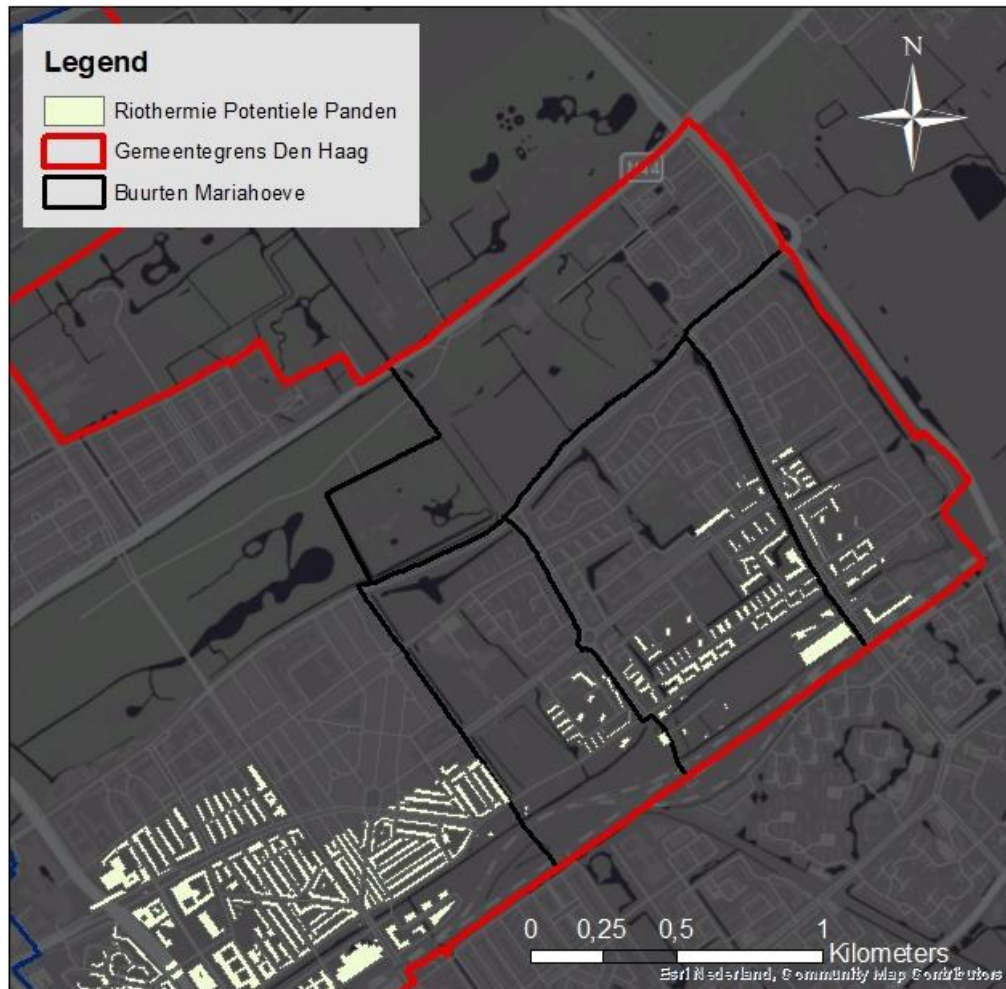 Legend
Riothermie Potentiele Panden
Gemeentegrens Den Haag
Buurten Mariahoeve
N
0 0,25 0,5 1
Kilometers
Esri Nederland, Community Map Contributors